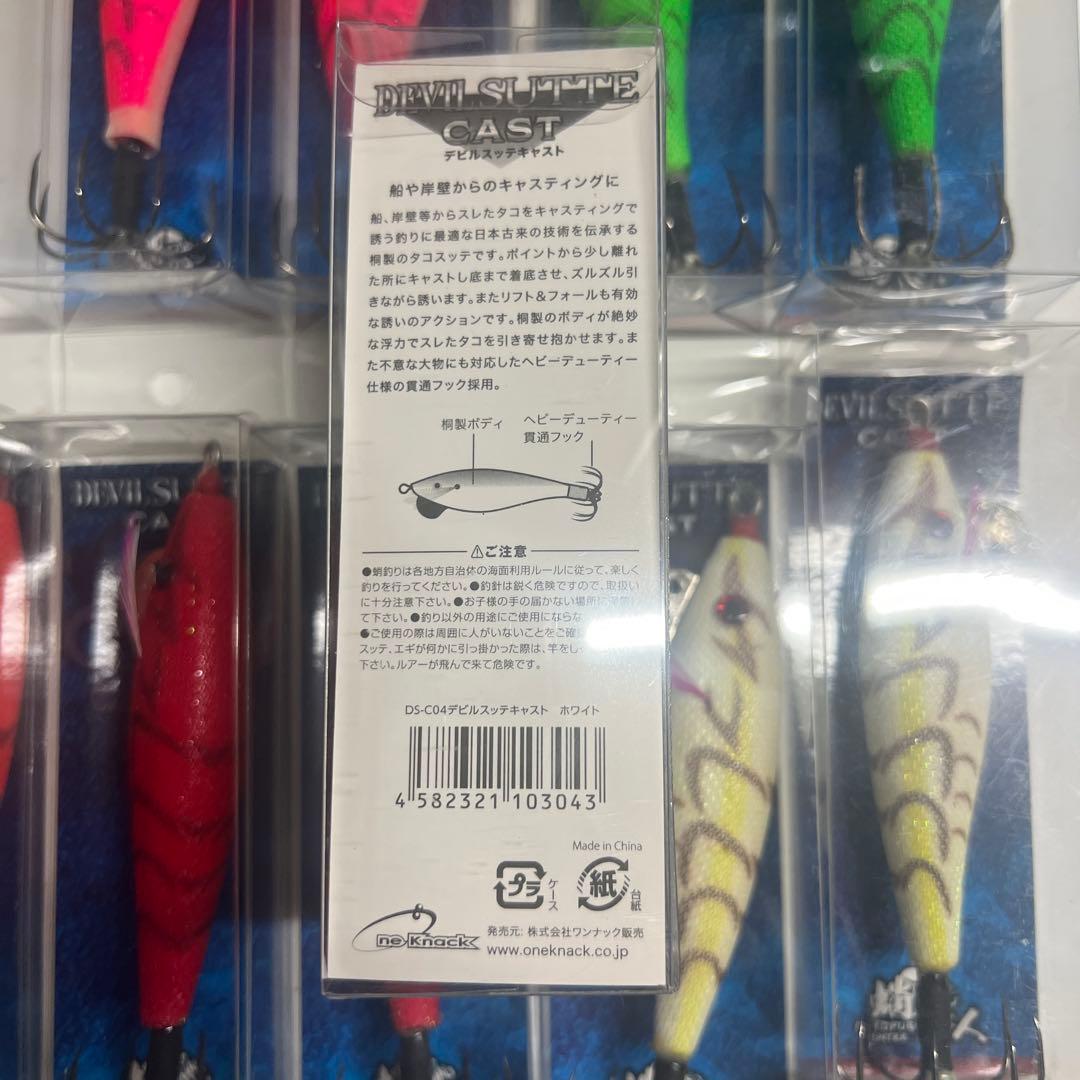 DEVIL SUTTE
CAST
デビルスッテキャスト
船や岸壁からのキャスティングに
船、岸壁等からスレたタコをキャスティングで
誘う釣りに最適な日本古来の技術を伝承する
桐製のタコスッテです。ポイントから少し離れ
た所にキャストし底まで着底させ、ズルズル引
きながら誘います。またリフト&フォールも有効
な誘いのアクションです。桐製のボディが絶妙
な浮力でスレたタコを引き寄せ抱かせます。ま
た不意な大物にも対応したヘビーデューティー
仕様の貫通フック採用。
桐製ボディ
ヘビーデューティー
貫通フック
⚠ご注意
●蛸釣りは各地方自治体の海面利用ルールに従って、楽しく
釣りを行ってください。●釣針は鋭く危険ですので、取扱い
に十分注意下さい。●お子様の手の届かない場所に
て下さい。●釣り以外の用途にご使用にならな
●ご使用の際は周囲に人がいないことをご確
スッテ、エギが何かに引っ掛かった際は、竿をし
下さい。ルアーが飛んで来て危険です。
DS-C04デビルスッテキャスト ホワイト
4 582321 103043
Made in China
プラ
ケース
紙
台紙
One Knack
発売元: 株式会社ワンナック販売
www.oneknack.co.jp
DEVIL SU
CA
SUTTE
CAST
DEVIL SUTTE
C
蛸
人